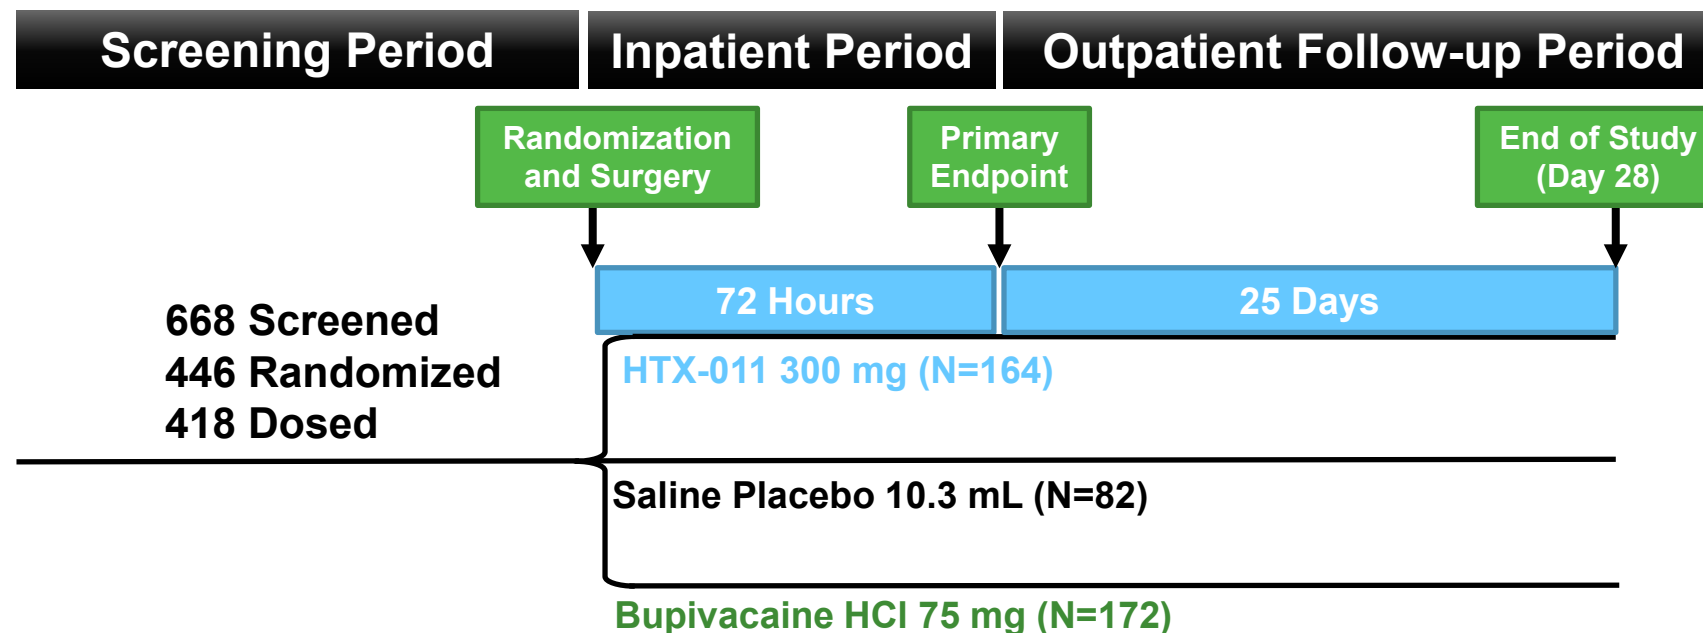 Screening Period
Inpatient Period
Outpatient Follow-up Period
Randomization
and Surgery
Primary
Endpoint
End of Study
(Day 28)
72 Hours
25 Days
668 Screened
446 Randomized
418 Dosed
HTX-011 300 mg (N=164)
Saline Placebo 10.3 mL (N=82)
Bupivacaine HCl 75 mg (N=172)